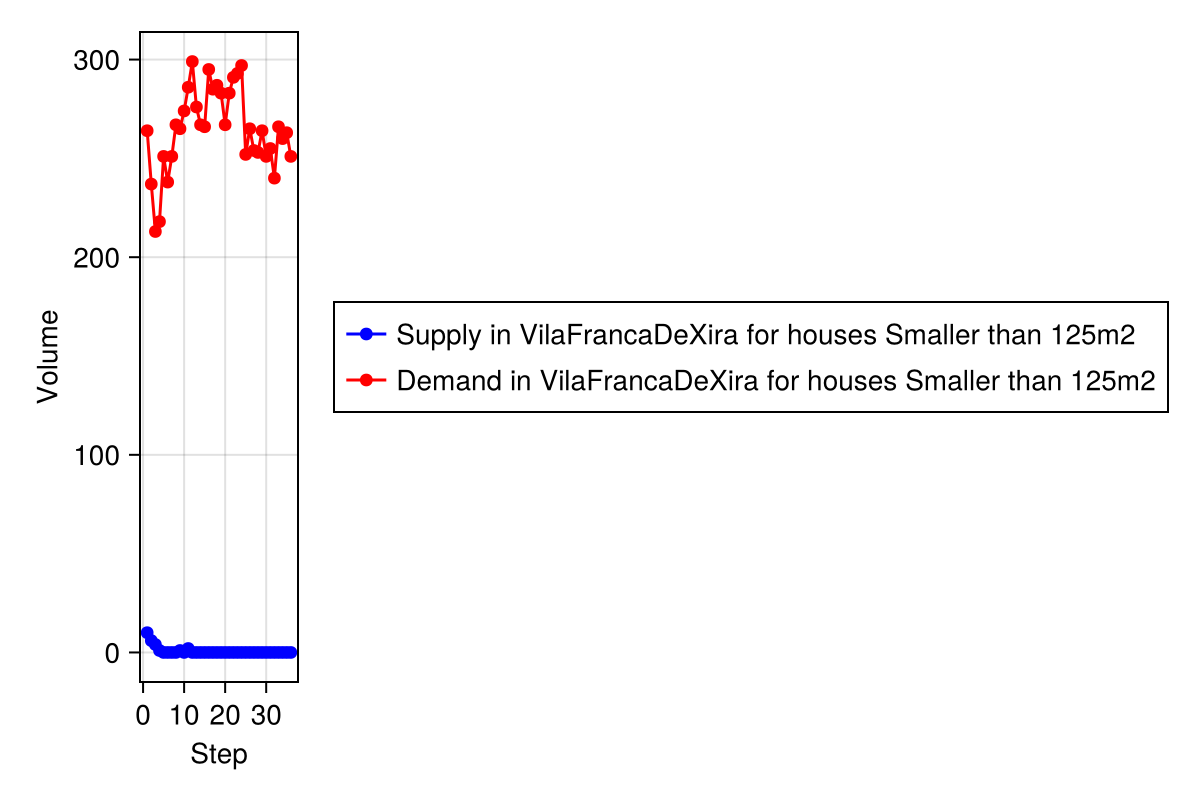 300
200
100
0
Volume
0 10 20 30
Step
Supply in VilaFrancaDeXira for houses Smaller than 125m2
Demand in VilaFrancaDeXira for houses Smaller than 125m2